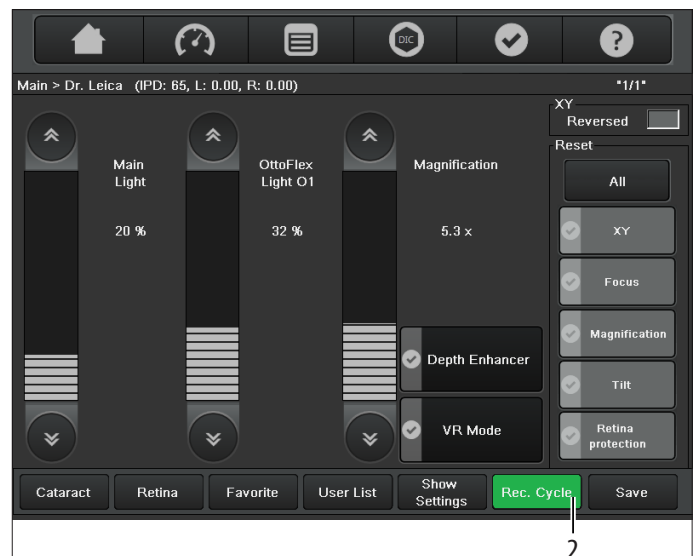 DIC
?
Main > Dr. Leica (IPD: 65, L: 0.00, R: 0.00)
"1/1"
XY
Reversed
Reset
Main
Light
20 %
OttoFlex
Light O1
32 %
Magnification
5.3 x
All
XY
Focus
Magnification
Tilt
Retina
protection
Depth Enhancer
VR Mode
Cataract
Retina
Favorite
User List
Show
Settings
Rec. Cycle
Save
2